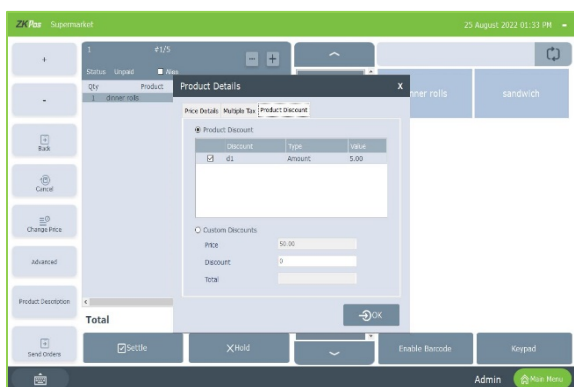 ZKPos Supermarket
25 August 2022 01:33 PM
+
1 #1/5
- +
Status Unpaid
Qty Product
1 dinner rolls
Product Details X
Price Details Multiple Tax Product Discount
Product Discount
Discount Type Value
d1 Amount 5.00
Custom Discounts
Price 50.00
Discount 0
Total
OK
dinner rolls
sandwich
-
Back
Cancel
Change Price
Advanced
Product Description
Send Orders
Total
Settle
Hold
Enable Barcode
Keypad
Admin
Main Menu